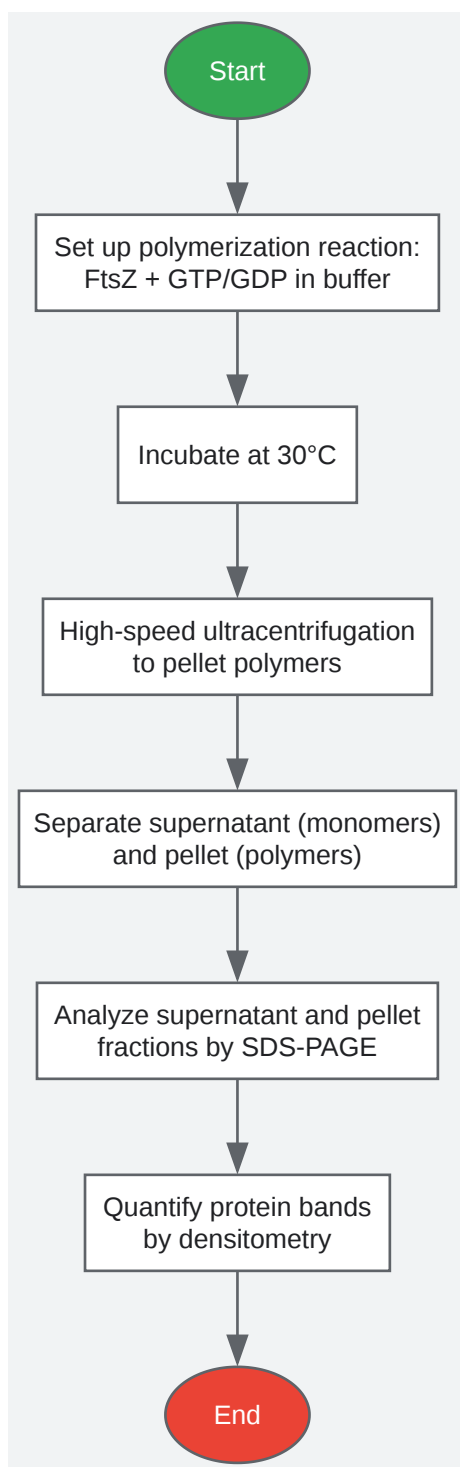 Start
Set up polymerization reaction:
FtsZ + GTP/GDP in buffer
Incubate at 30°C
High-speed ultracentrifugation
to pellet polymers
Separate supernatant (monomers)
and pellet (polymers)
Analyze supernatant and pellet
fractions by SDS-PAGE
Quantify protein bands
by densitometry
End